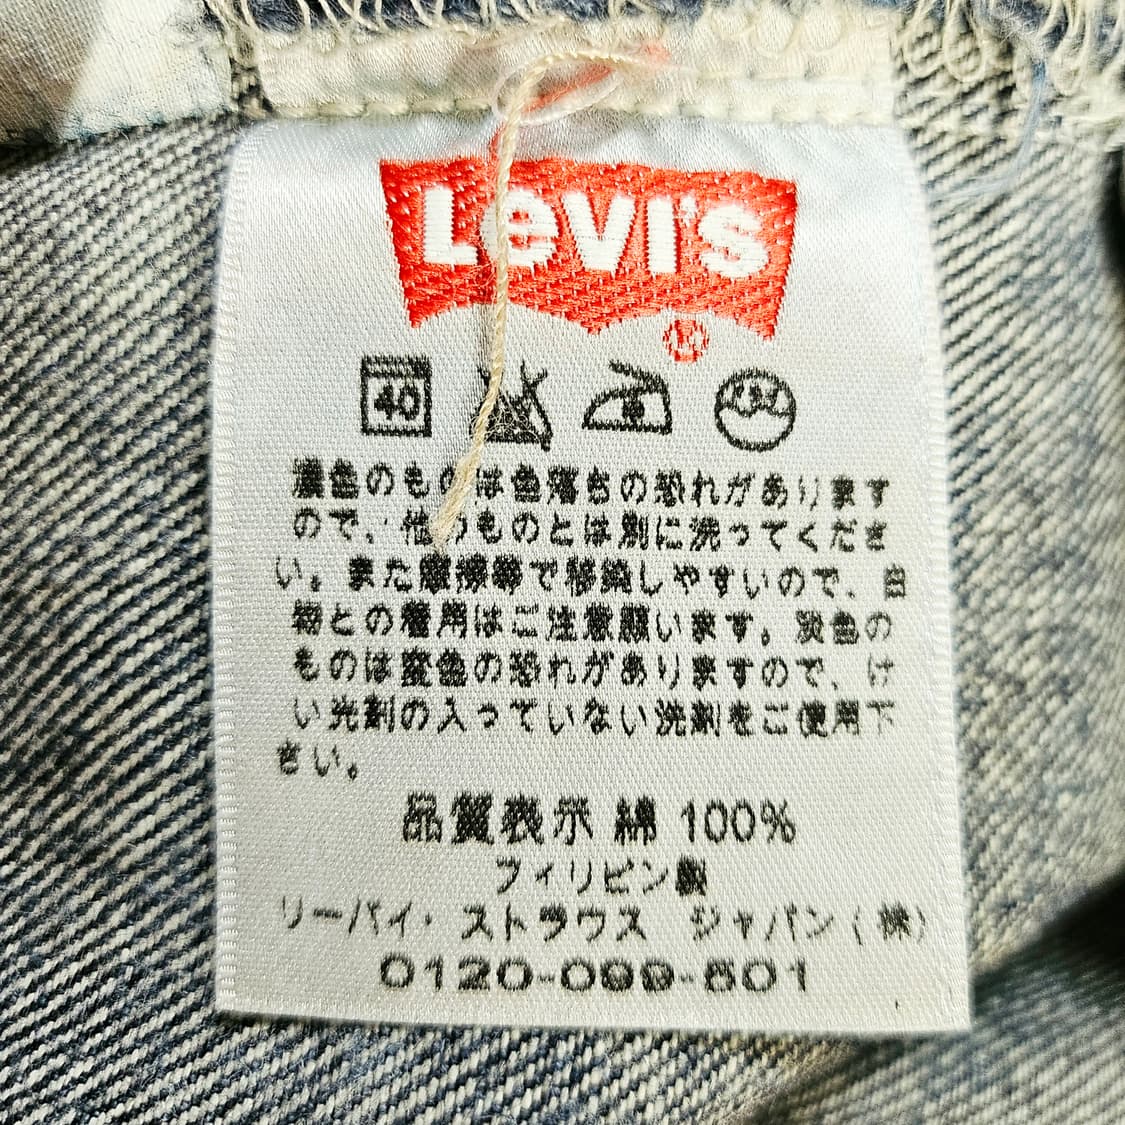 Levi's
40
濃色のものは色落ちの恐れがあります
ので、他のものとは別に洗ってくださ
い。また摩擦等で移染しやすいので、白
物との着用はご注意願います。淡色の
ものは変色の恐れがありますので、け
い光剤の入っていない洗剤をご使用下
さい。
品質表示 綿 100%
フィリピン製
リーバイ・ストラウス ジャパン(株)
0120-099-501